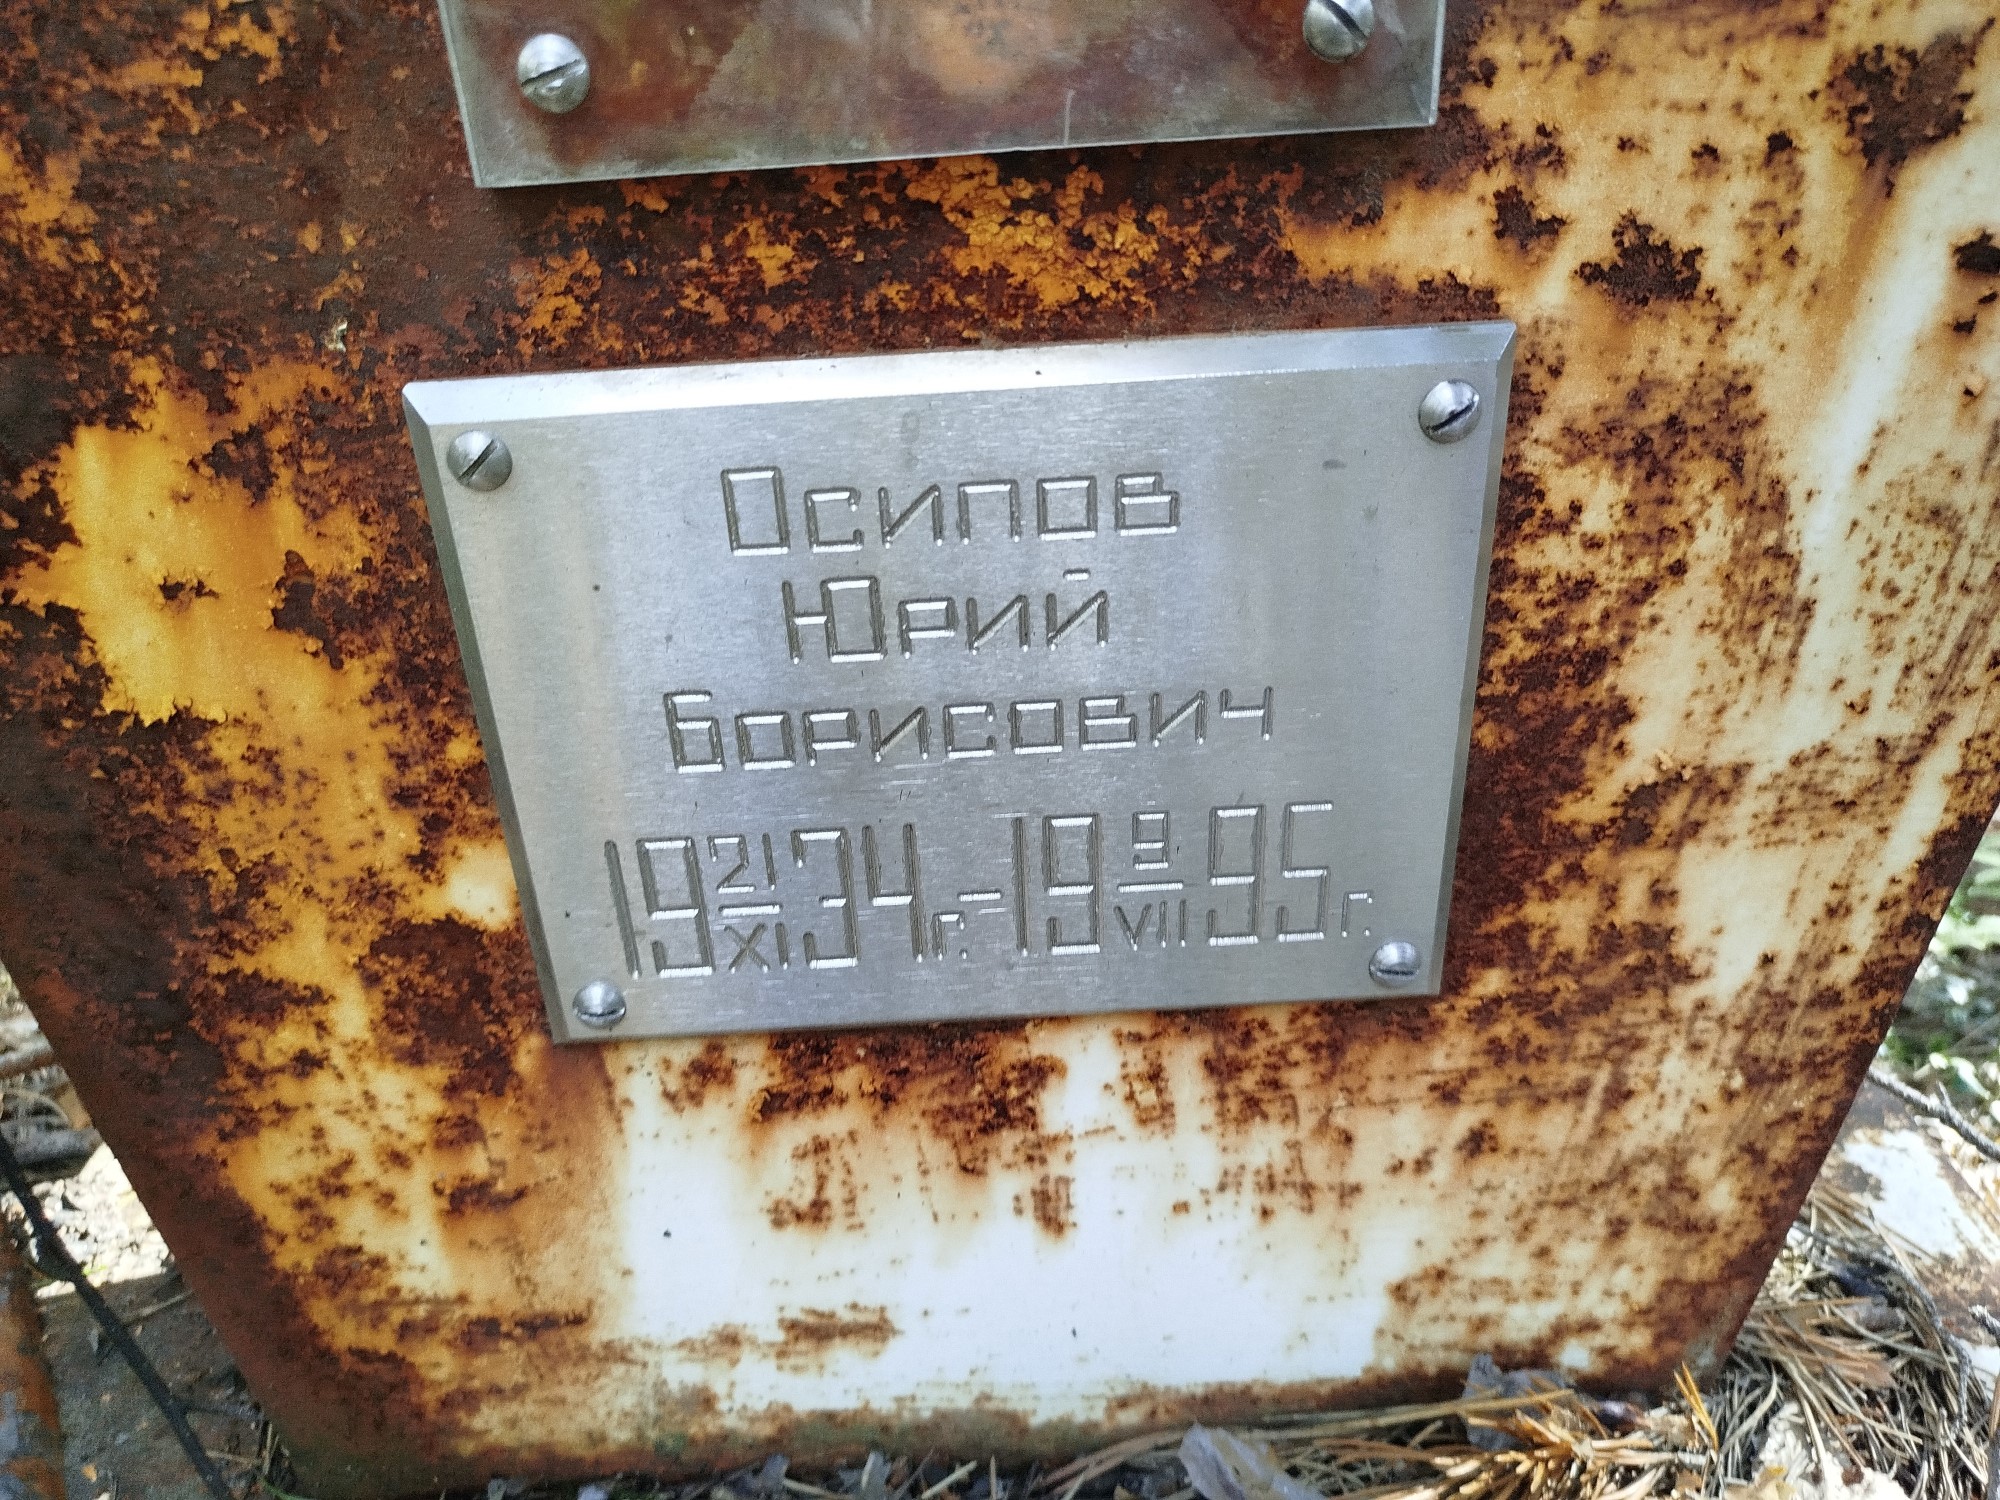 Осипов
Юрий
Борисович
19 21/XI 34 г. - 19 9/VII 95 г.